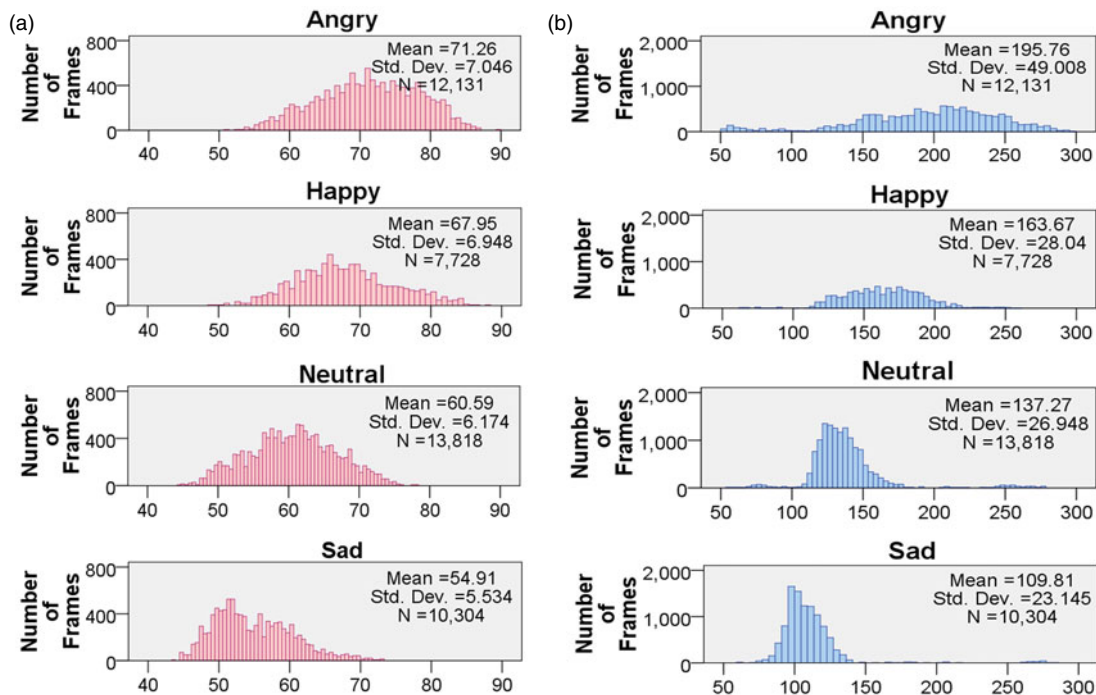 (a)
Angry
Number of Frames
800
400
0
Mean =71.26
Std. Dev. =7.046
N =12,131
40 50 60 70 80 90
Happy
Number of Frames
800
400
0
Mean =67.95
Std. Dev. =6.948
N =7,728
40 50 60 70 80 90
Neutral
Number of Frames
800
400
0
Mean =60.59
Std. Dev. =6.174
N =13,818
40 50 60 70 80 90
Sad
Number of Frames
800
400
0
Mean =54.91
Std. Dev. =5.534
N =10,304
40 50 60 70 80 90
(b)
Angry
Number of Frames
2,000
1,000
0
Mean =195.76
Std. Dev. =49.008
N =12,131
50 100 150 200 250 300
Happy
Number of Frames
2,000
1,000
0
Mean =163.67
Std. Dev. =28.04
N =7,728
50 100 150 200 250 300
Neutral
Number of Frames
2,000
1,000
0
Mean =137.27
Std. Dev. =26.948
N =13,818
50 100 150 200 250 300
Sad
Number of Frames
2,000
1,000
0
Mean =109.81
Std. Dev. =23.145
N =10,304
50 100 150 200 250 300